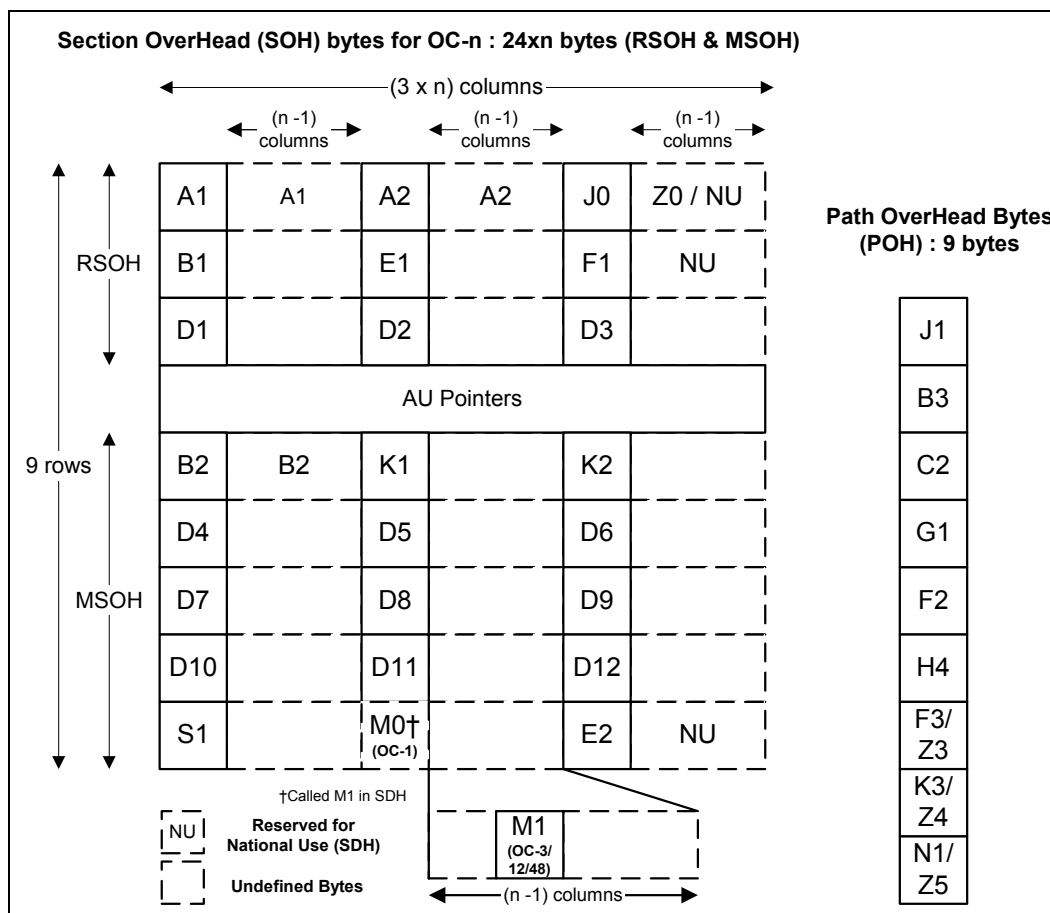 Section OverHead (SOH) bytes for OC-n : 24xn bytes (RSOH & MSOH)
(3 x n) columns
(n -1) columns
(n -1) columns
(n -1) columns
A1 A1 A2 A2 J0 Z0 / NU
RSOH
B1 E1 F1 NU
D1 D2 D3
AU Pointers
9 rows
B2 B2 K1 K2
D4 D5 D6
MSOH
D7 D8 D9
D10 D11 D12
S1 M0† (OC-1) E2 NU
†Called M1 in SDH
NU
Reserved for
National Use (SDH)
Undefined Bytes
M1
(OC-3/
12/48)
(n -1) columns
Path OverHead Bytes
(POH) : 9 bytes
J1
B3
C2
G1
F2
H4
F3/
Z3
K3/
Z4
N1/
Z5